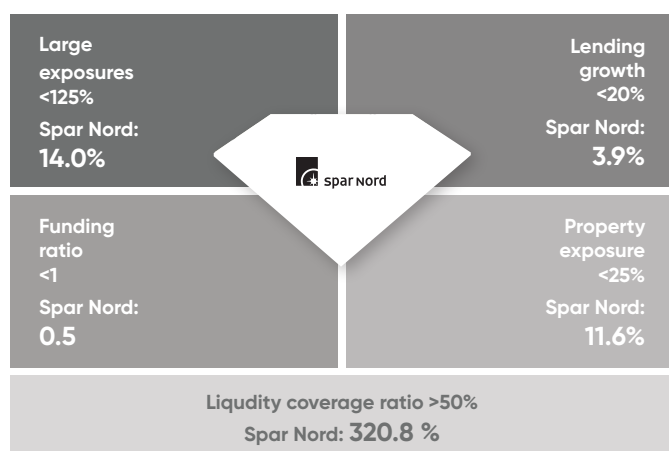 Large
exposures
<125%
Spar Nord:
14.0%
Lending
growth
<20%
Spar Nord:
3.9%
spar nord
Funding
ratio
<1
Spar Nord:
0.5
Property
exposure
<25%
Spar Nord:
11.6%
Liqudity coverage ratio >50%
Spar Nord: 320.8 %